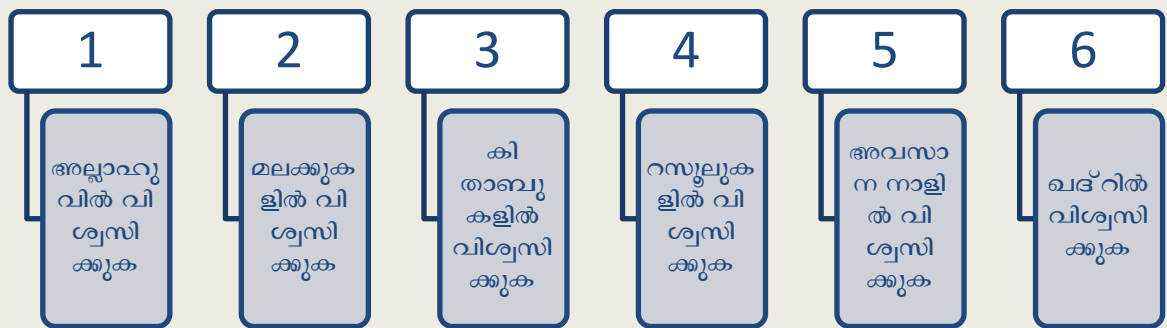 1
അല്ലാഹു
വിൽ വി
ശ്വസി
ക്കുക
2
മലക്കുക
ളിൽ വി
ശ്വസി
ക്കുക
3
കി
താബു
കളിൽ
വിശ്വസി
ക്കുക
4
റസൂലുക
ളിൽ വി
ശ്വസി
ക്കുക
5
അവസാ
ന നാളി
ൽ വി
ശ്വസി
ക്കുക
6
ഖദ്റിൽ
വിശ്വസി
ക്കുക